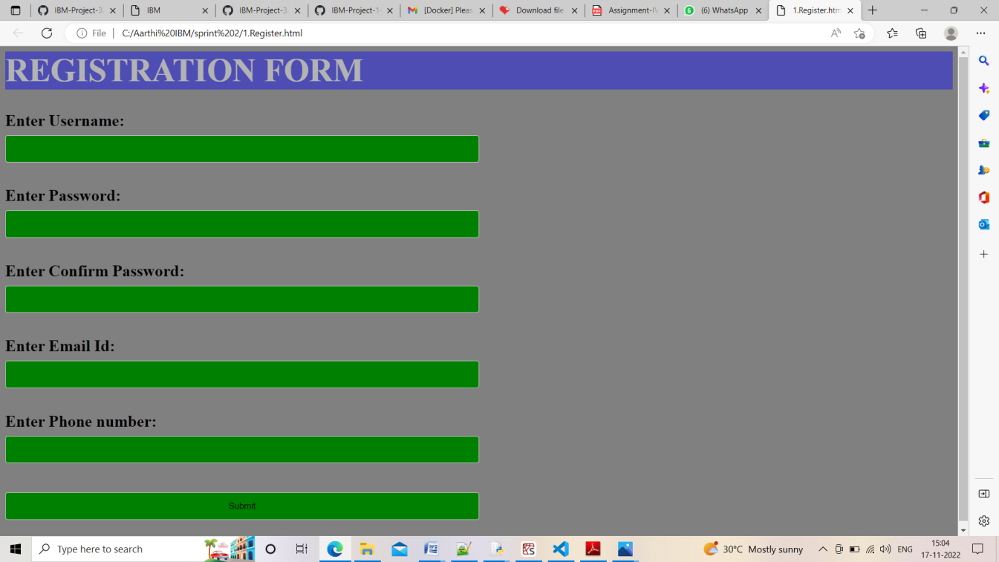 IBM-Project-3
IBM
IBM-Project-3
IBM-Project-1
[Docker] Pleas
Download file
Assignment-IV
(6) WhatsApp
1.Register.htm
File
C:/Aarthi%20IBM/sprint%202/1.Register.html
REGISTRATION FORM
Enter Username:
Enter Password:
Enter Confirm Password:
Enter Email Id:
Enter Phone number:
Submit
Type here to search
30°C Mostly sunny
ENG
15:04
17-11-2022